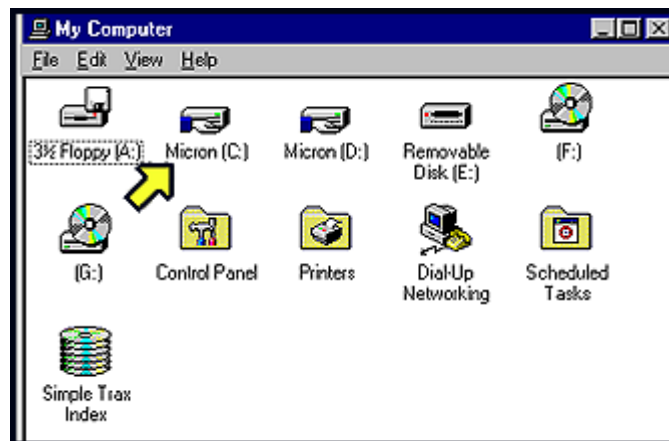 My Computer
File Edit View Help
3½ Floppy (A:) Micron (C:) Micron (D:) Removable Disk (E:) (F:)
(G:) Control Panel Printers Dial-Up Networking Scheduled Tasks
Simple Trax
Index